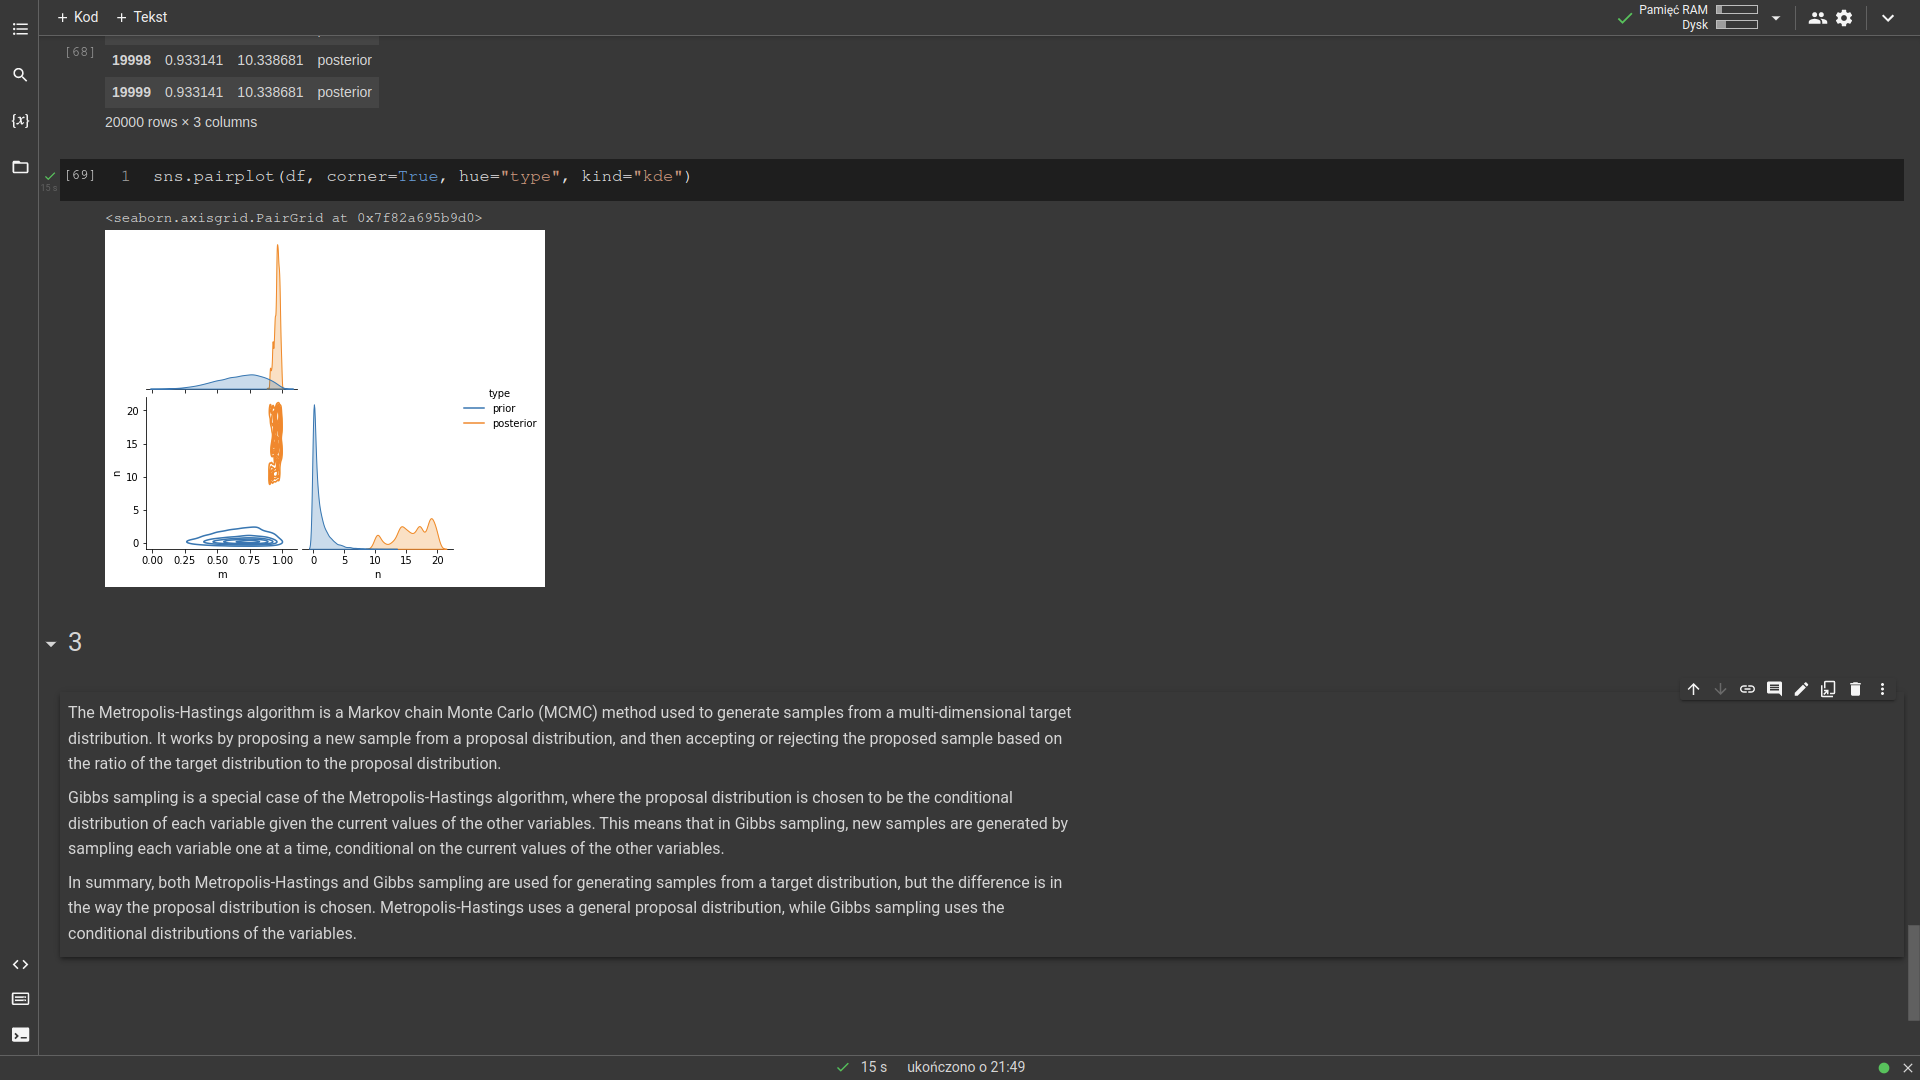 + Kod + Tekst
Pamięć RAM
Dysk
[68]
19998 0.933141 10.338681 posterior
19999 0.933141 10.338681 posterior
20000 rows × 3 columns
{x}
15 s
[69] 1 sns.pairplot(df, corner=True, hue="type", kind="kde")
<seaborn.axisgrid.PairGrid at 0x7f82a695b9d0>
type
prior
posterior
20
15
n
10
5
0
0.00 0.25 0.50 0.75 1.00 0 5 10 15 20
m n
3
The Metropolis-Hastings algorithm is a Markov chain Monte Carlo (MCMC) method used to generate samples from a multi-dimensional target
distribution. It works by proposing a new sample from a proposal distribution, and then accepting or rejecting the proposed sample based on
the ratio of the target distribution to the proposal distribution.
Gibbs sampling is a special case of the Metropolis-Hastings algorithm, where the proposal distribution is chosen to be the conditional
distribution of each variable given the current values of the other variables. This means that in Gibbs sampling, new samples are generated by
sampling each variable one at a time, conditional on the current values of the other variables.
In summary, both Metropolis-Hastings and Gibbs sampling are used for generating samples from a target distribution, but the difference is in
the way the proposal distribution is chosen. Metropolis-Hastings uses a general proposal distribution, while Gibbs sampling uses the
conditional distributions of the variables.
15 s ukończono o 21:49